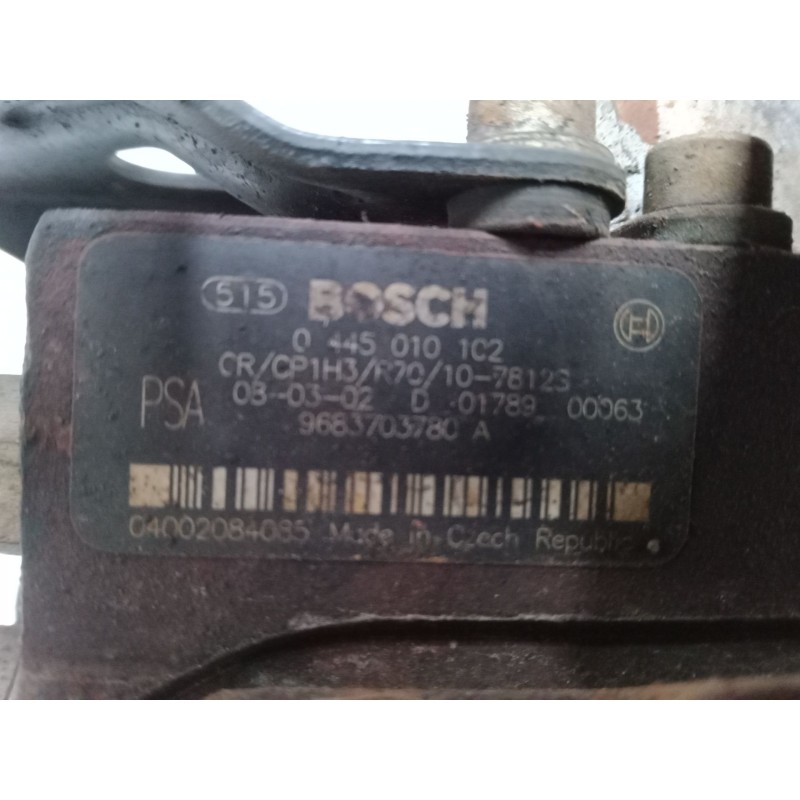 515 BOSCH
0 445 010 1C2
CR/CP1H3/R70/10-78123
PSA 08-03-02 D 01789 00063
9683703780 A
04002084085 Made in Czech Republic